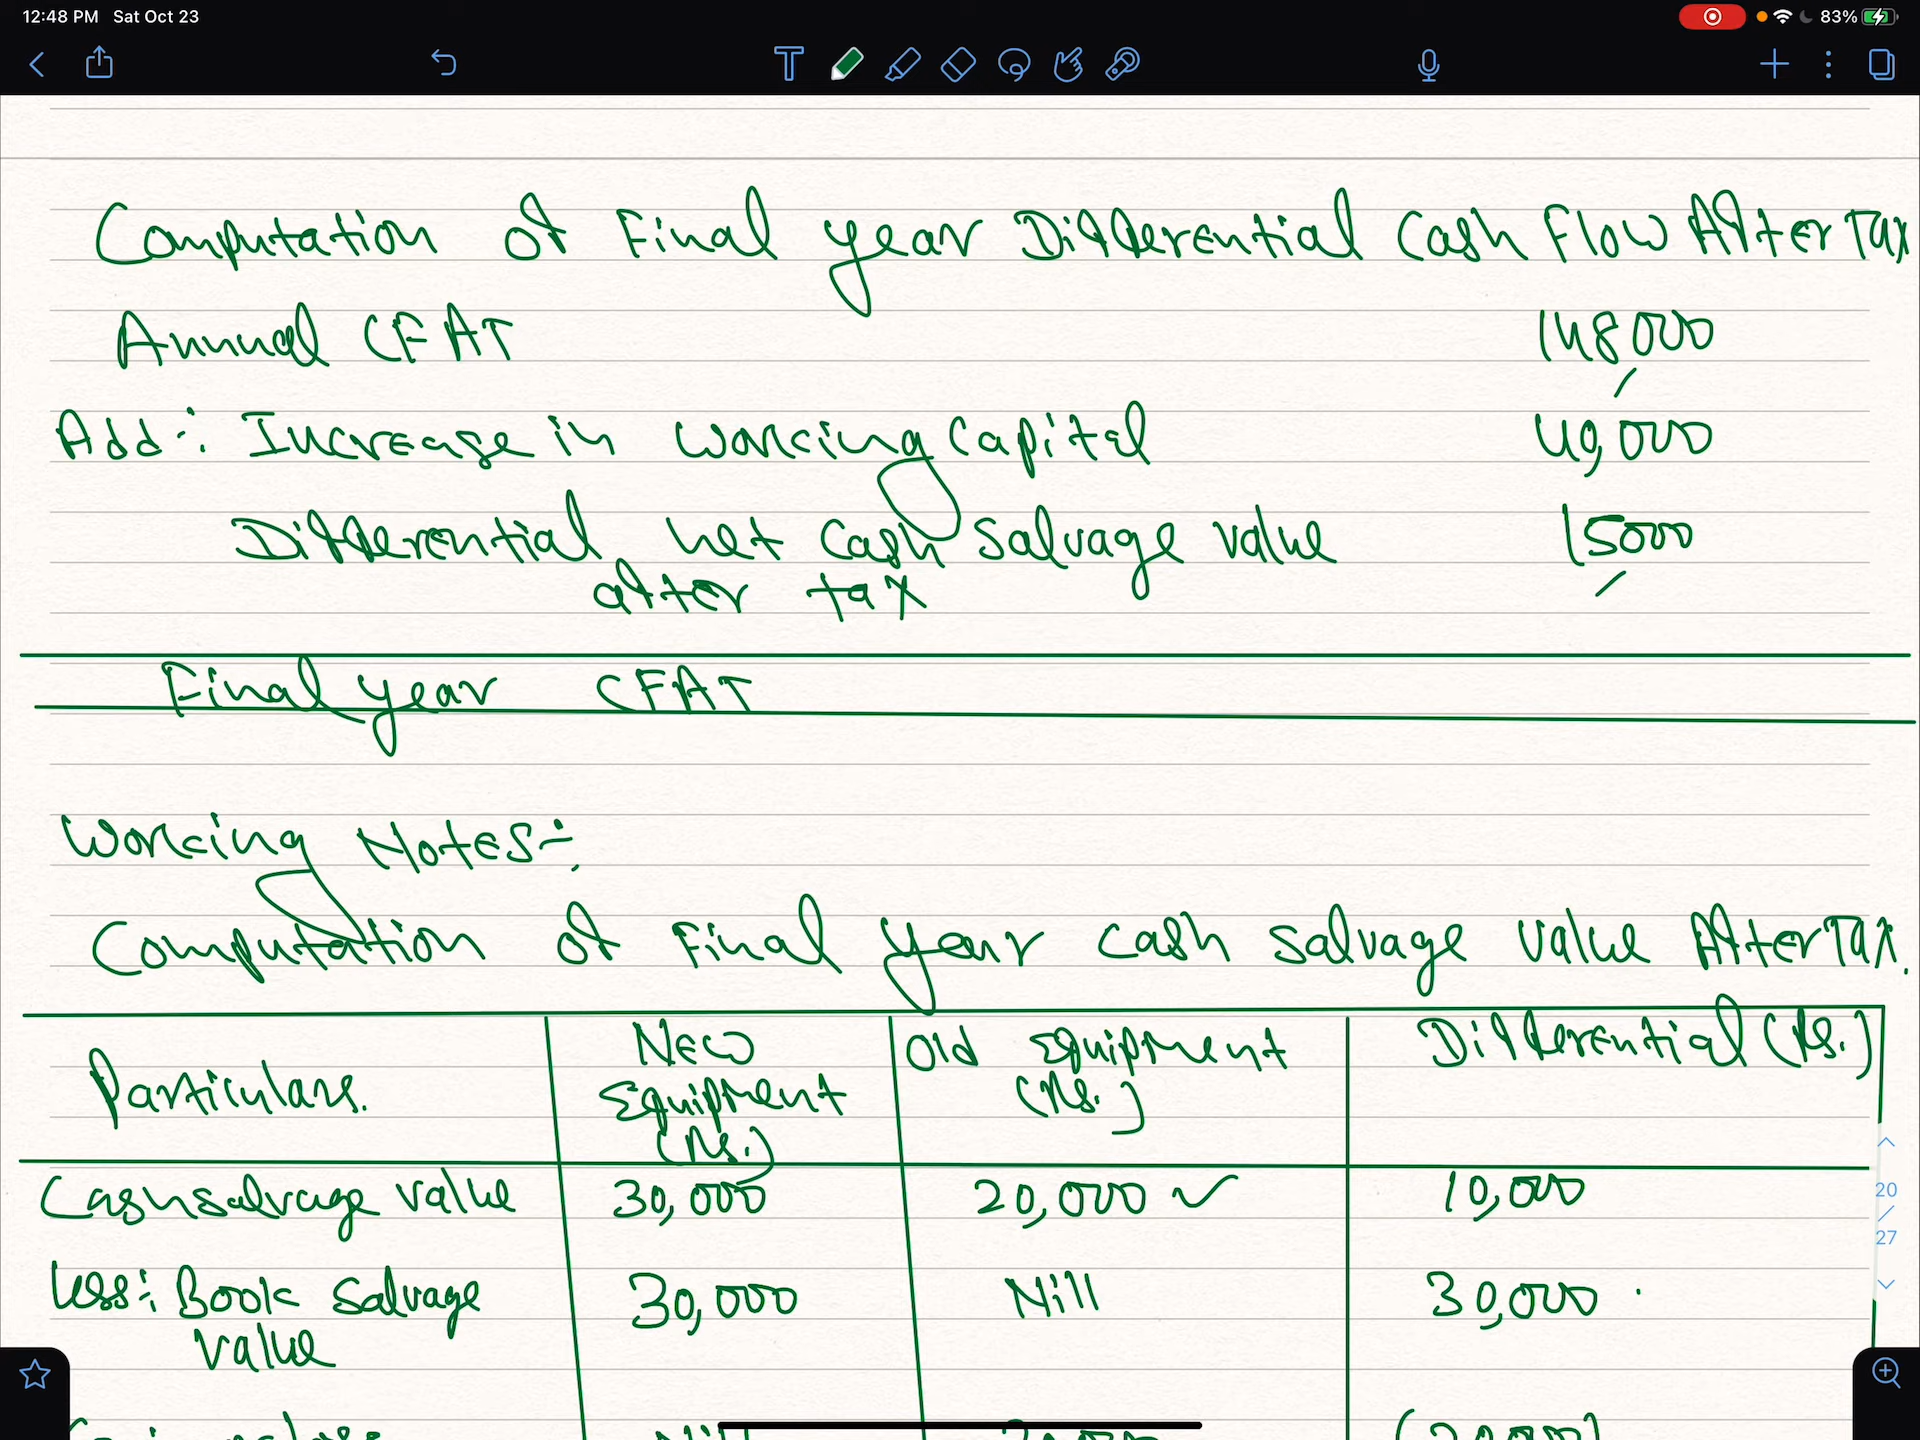 12:48 PM Sat Oct 23
83%
Computation of Final year Differential Cash Flow After Tax
Annual CFAT 148000
Add:- Increase in Working Capital 40,000
Differential net cash salvage value 15000
after tax
Final year CFAT
Working Notes:-
Computation of Final year cash salvage value After Tax.
Particulars. New Equipment (Rs.) Old Equipment (Rs.) Differential (Rs.)
Cash salvage value 30,000 20,000 ✓ 10,000
Less:- Book salvage value 30,000 Nill 30,000
20
/
27